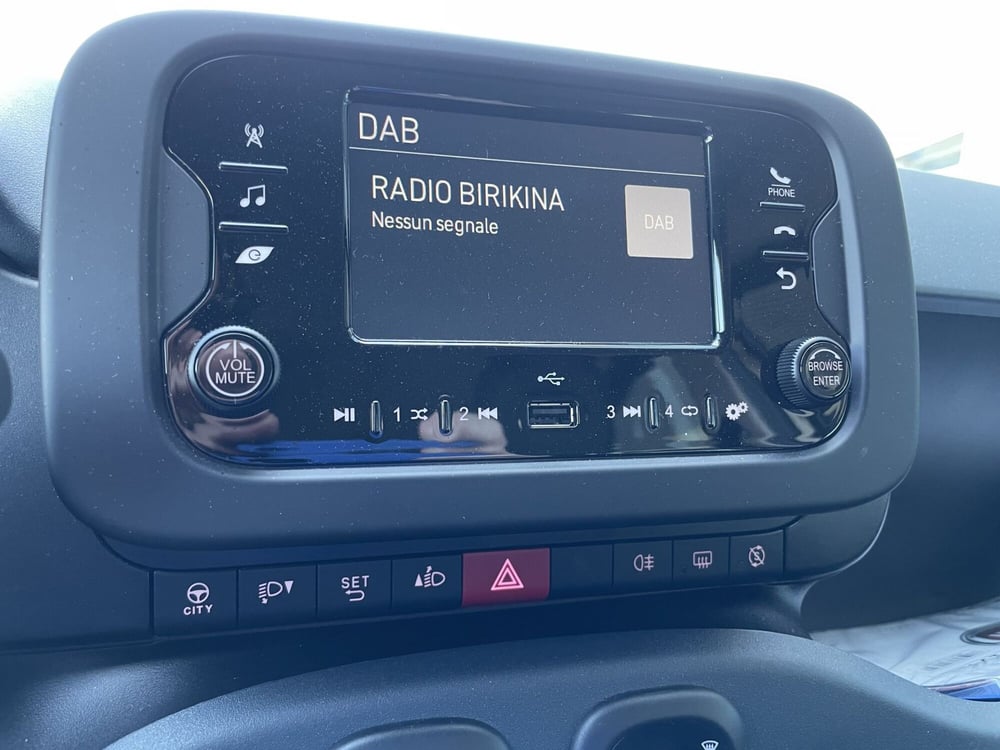 DAB
RADIO BIRIKINA
Nessun segnale
DAB
PHONE
VOL
MUTE
BROWSE
ENTER
1 2 3 4
CITY
SET